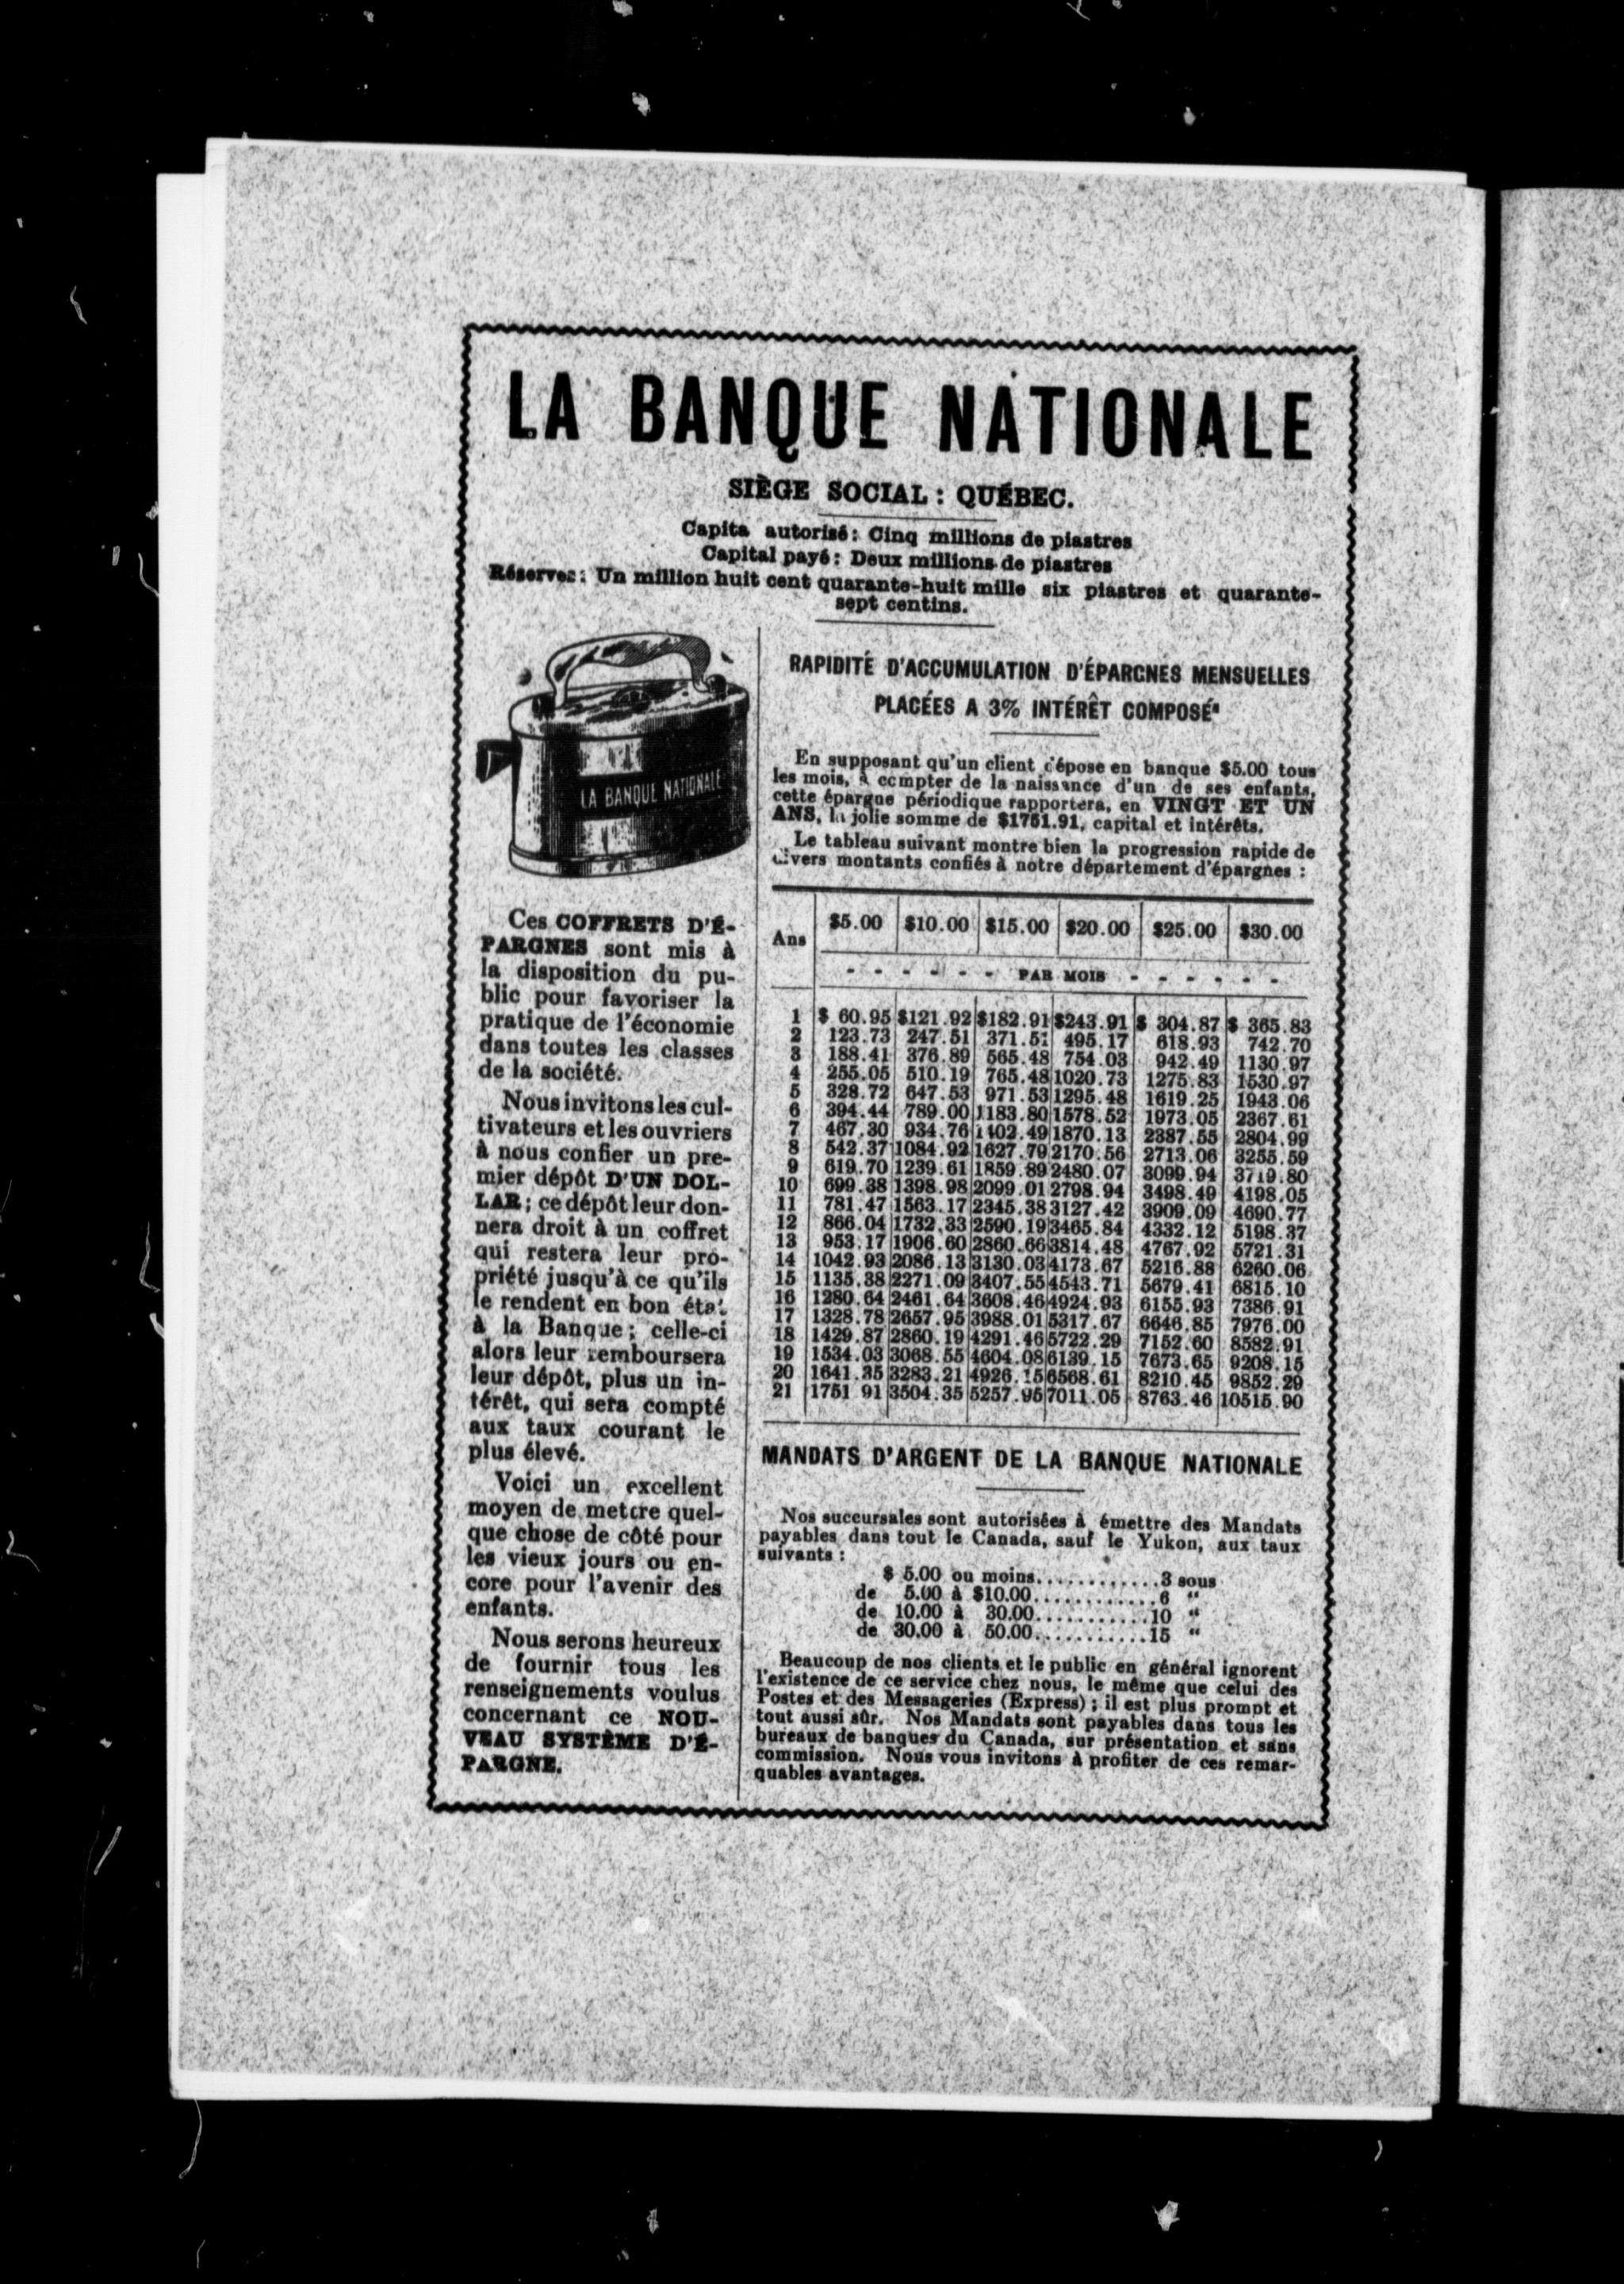 LA BANQUE NATIONALE
SIÈGE SOCIAL : QUÉBEC.
Capita autorisé : Cinq millions de piastres
Capital payé : Deux millions de piastres
Réserves : Un million huit cent quarante-huit mille six piastres et quarante-
sept centins.
LA BANQUE NATIONALE
Ces COFFRETS D'É-
PARGNES sont mis à
la disposition du pu-
blic pour favoriser la
pratique de l'économie
dans toutes les classes
de la société.
Nous invitons les cul-
tivateurs et les ouvriers
à nous confier un pre-
mier dépôt D'UN DOL-
LAR ; ce dépôt leur don-
nera droit à un coffret
qui restera leur pro-
priété jusqu'à ce qu'ils
le rendent en bon état
à la Banque ; celle-ci
alors leur remboursera
leur dépôt, plus un in-
térêt, qui sera compté
aux taux courant le
plus élevé.
Voici un excellent
moyen de mettre quel-
que chose de côté pour
les vieux jours ou en-
core pour l'avenir des
enfants.
Nous serons heureux
de fournir tous les
renseignements voulus
concernant ce NOU-
VEAU SYSTÈME D'É-
PARGNE.
RAPIDITÉ D'ACCUMULATION D'ÉPARGNES MENSUELLES
PLACÉES A 3% INTÉRÊT COMPOSÉ
En supposant qu'un client dépose en banque $5.00 tous
les mois, à compter de la naissance d'un de ses enfants,
cette épargne périodique rapportera, en VINGT ET UN
ANS, la jolie somme de $1751.91, capital et intérêts.
Le tableau suivant montre bien la progression rapide de
divers montants confiés à notre département d'épargnes :
Ans $5.00 $10.00 $15.00 $20.00 $25.00 $30.00
- - - - - - PAR MOIS - - - - - -
1 $ 60.95 $121.92 $182.91 $243.91 $ 304.87 $ 365.83
2 123.73 247.51 371.51 495.17 618.93 742.70
3 188.41 376.89 565.48 754.03 942.49 1130.97
4 255.05 510.19 765.48 1020.73 1275.83 1530.97
5 328.72 647.53 971.53 1295.48 1619.25 1943.06
6 394.44 789.00 1183.80 1578.52 1973.05 2367.61
7 467.30 934.76 1402.49 1870.13 2387.55 2804.99
8 542.37 1084.92 1627.79 2170.56 2713.06 3255.59
9 619.70 1239.61 1859.89 2480.07 3099.94 3719.80
10 699.38 1398.98 2099.01 2798.94 3498.49 4198.05
11 781.47 1563.17 2345.38 3127.42 3909.09 4690.77
12 866.04 1732.33 2590.19 3465.84 4332.12 5198.37
13 953.17 1906.60 2860.66 3814.48 4767.92 5721.31
14 1042.93 2086.13 3130.03 4173.67 5216.88 6260.06
15 1135.38 2271.09 3407.55 4543.71 5679.41 6815.10
16 1280.64 2461.64 3608.46 4924.93 6155.93 7386.91
17 1328.78 2657.95 3988.01 5317.67 6646.85 7976.00
18 1429.87 2860.19 4291.46 5722.29 7152.60 8582.91
19 1534.03 3068.55 4604.08 6139.15 7673.65 9208.15
20 1641.35 3283.21 4926.15 6568.61 8210.45 9852.29
21 1751.91 3504.35 5257.95 7011.05 8763.46 10515.90
MANDATS D'ARGENT DE LA BANQUE NATIONALE
Nos succursales sont autorisées à émettre des Mandats
payables dans tout le Canada, sauf le Yukon, aux taux
suivants :
$ 5.00 ou moins............3 sous
de 5.00 à $10.00............6 "
de 10.00 à 30.00...........10 "
de 30.00 à 50.00...........15 "
Beaucoup de nos clients et le public en général ignorent
l'existence de ce service chez nous, le même que celui des
Postes et des Messageries (Express) ; il est plus prompt et
tout aussi sûr. Nos Mandats sont payables dans tous les
bureaux de banques du Canada, sur présentation et sans
commission. Nous vous invitons à profiter de ces remar-
quables avantages.